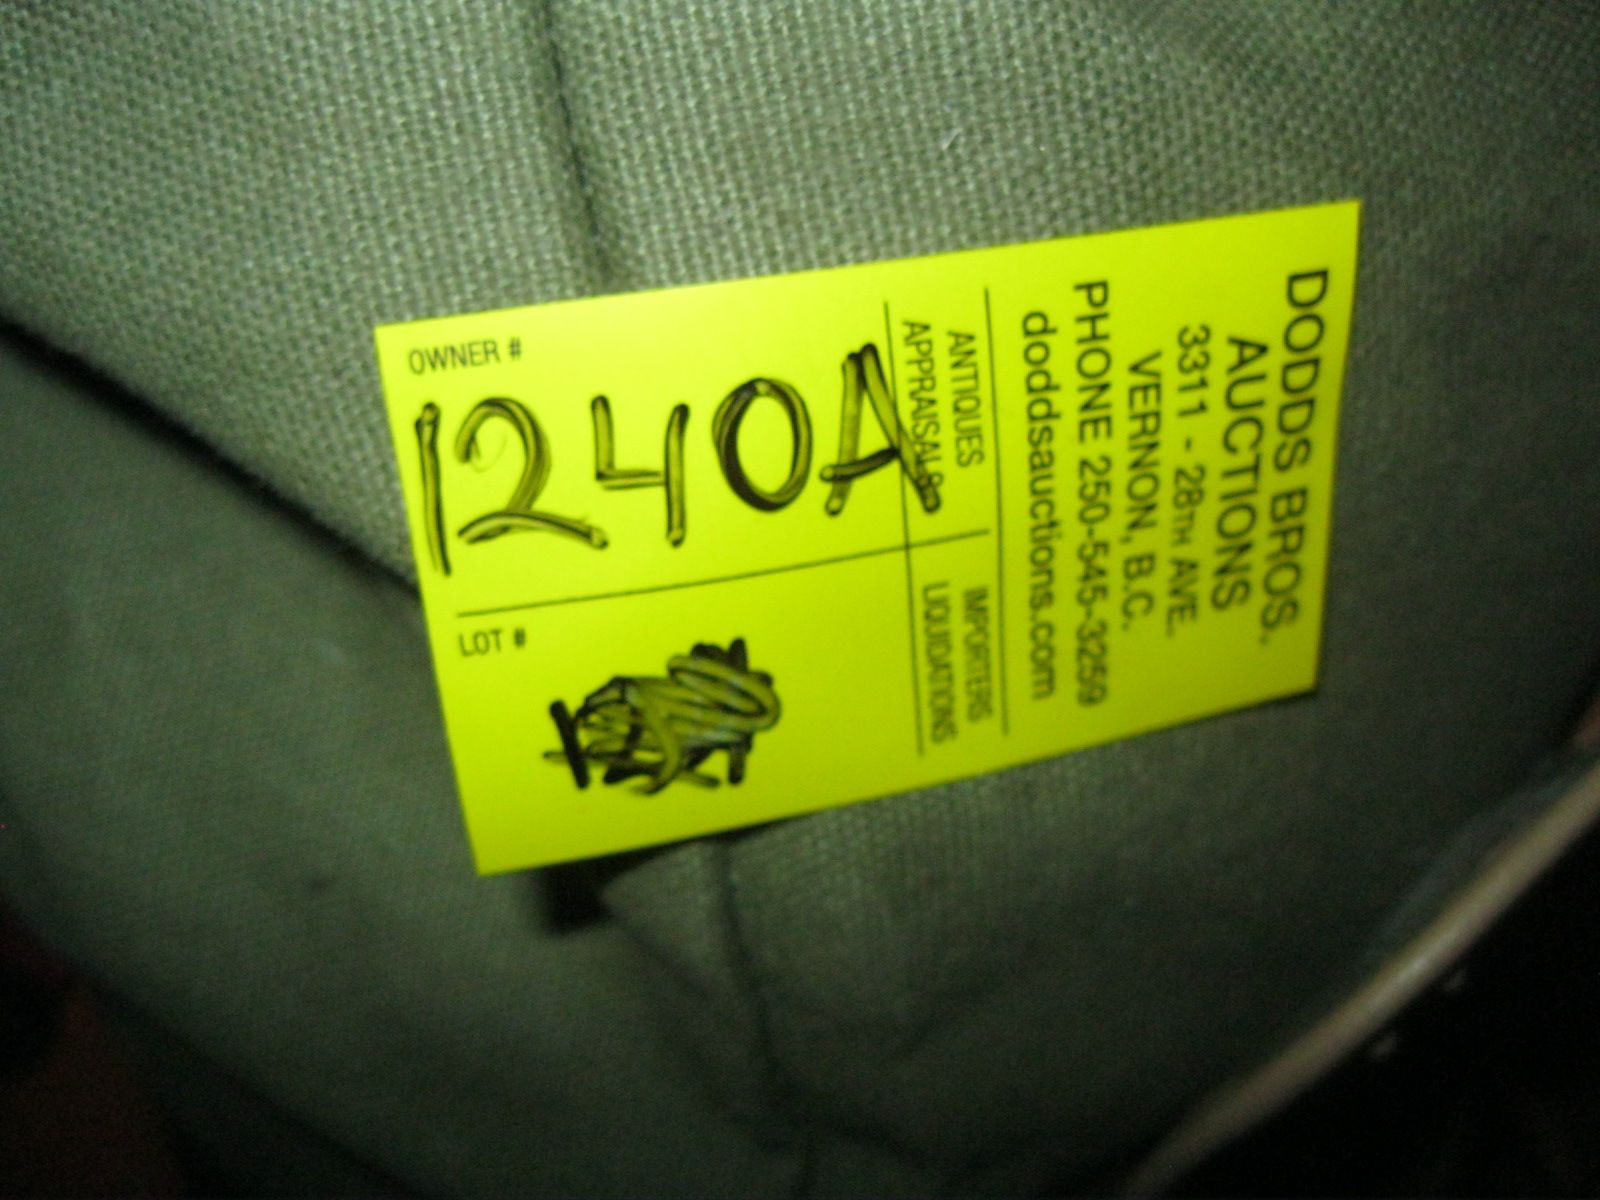 DODDS BROS.
AUCTIONS
3311 - 28TH AVE.
VERNON, B.C.
PHONE 250-545-3259
doddsauctions.com
ANTIQUES
APPRAISALS
IMPORTERS
LIQUIDATIONS
OWNER #
1240A
LOT #